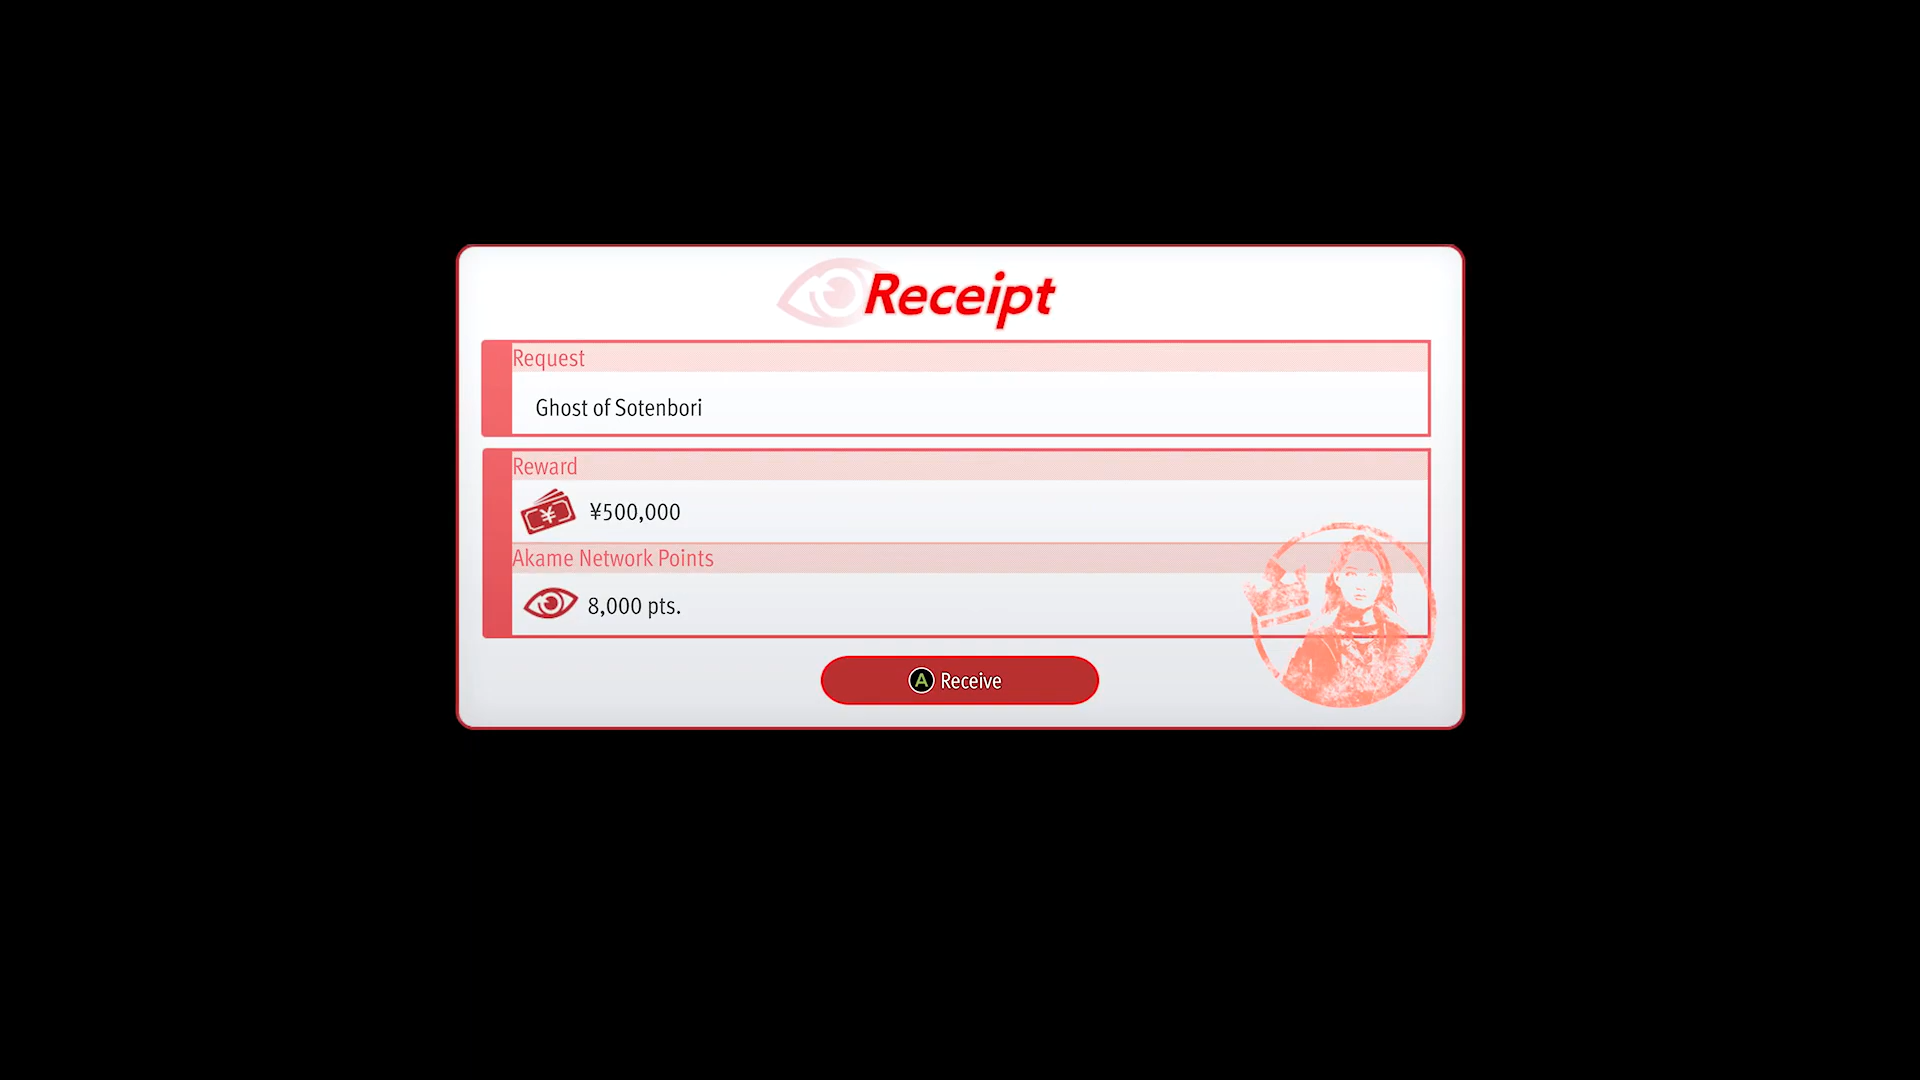 Receipt
Request
Ghost of Sotenbori
Reward
¥500,000
Akame Network Points
8,000 pts.
A Receive